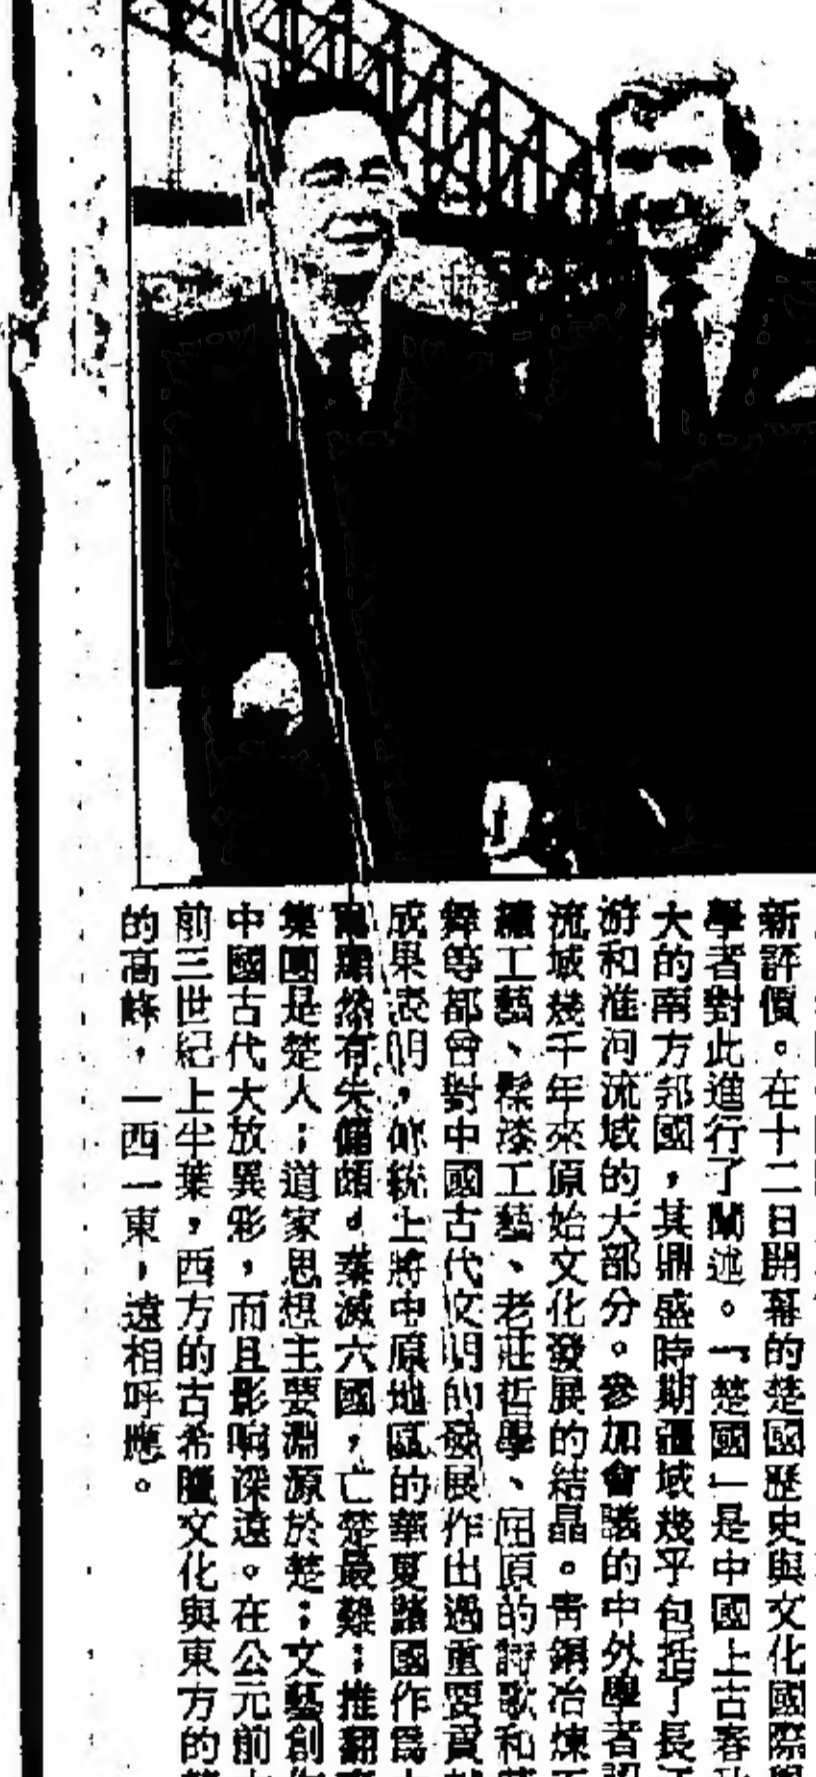 新評價。在十二日開幕的楚國歷史與文化國際
學者對此進行了闡述。「楚國」是中國上古春
大的南方邦國，其鼎盛時期疆域幾乎包括了長
游和淮河流域的大部分。參加會議的中外學者
流域幾千年來原始文化發展的結晶。青銅冶煉
繡工藝、髹漆工藝、老莊哲學、屈原的詩歌和
舞等都會對中國古代文明的發展作出過重要貢
成果表明，傳統上將中原地區的華夏諸國作爲
顯然有失偏頗。秦滅六國，亡楚最難；推翻
集團是楚人；道家思想主要淵源於楚；文藝創
中國古代大放異彩，而且影响深遠。在公元前
前三世紀上半葉，西方的古希臘文化與東方的
的高峰，一西一東，遠相呼應。